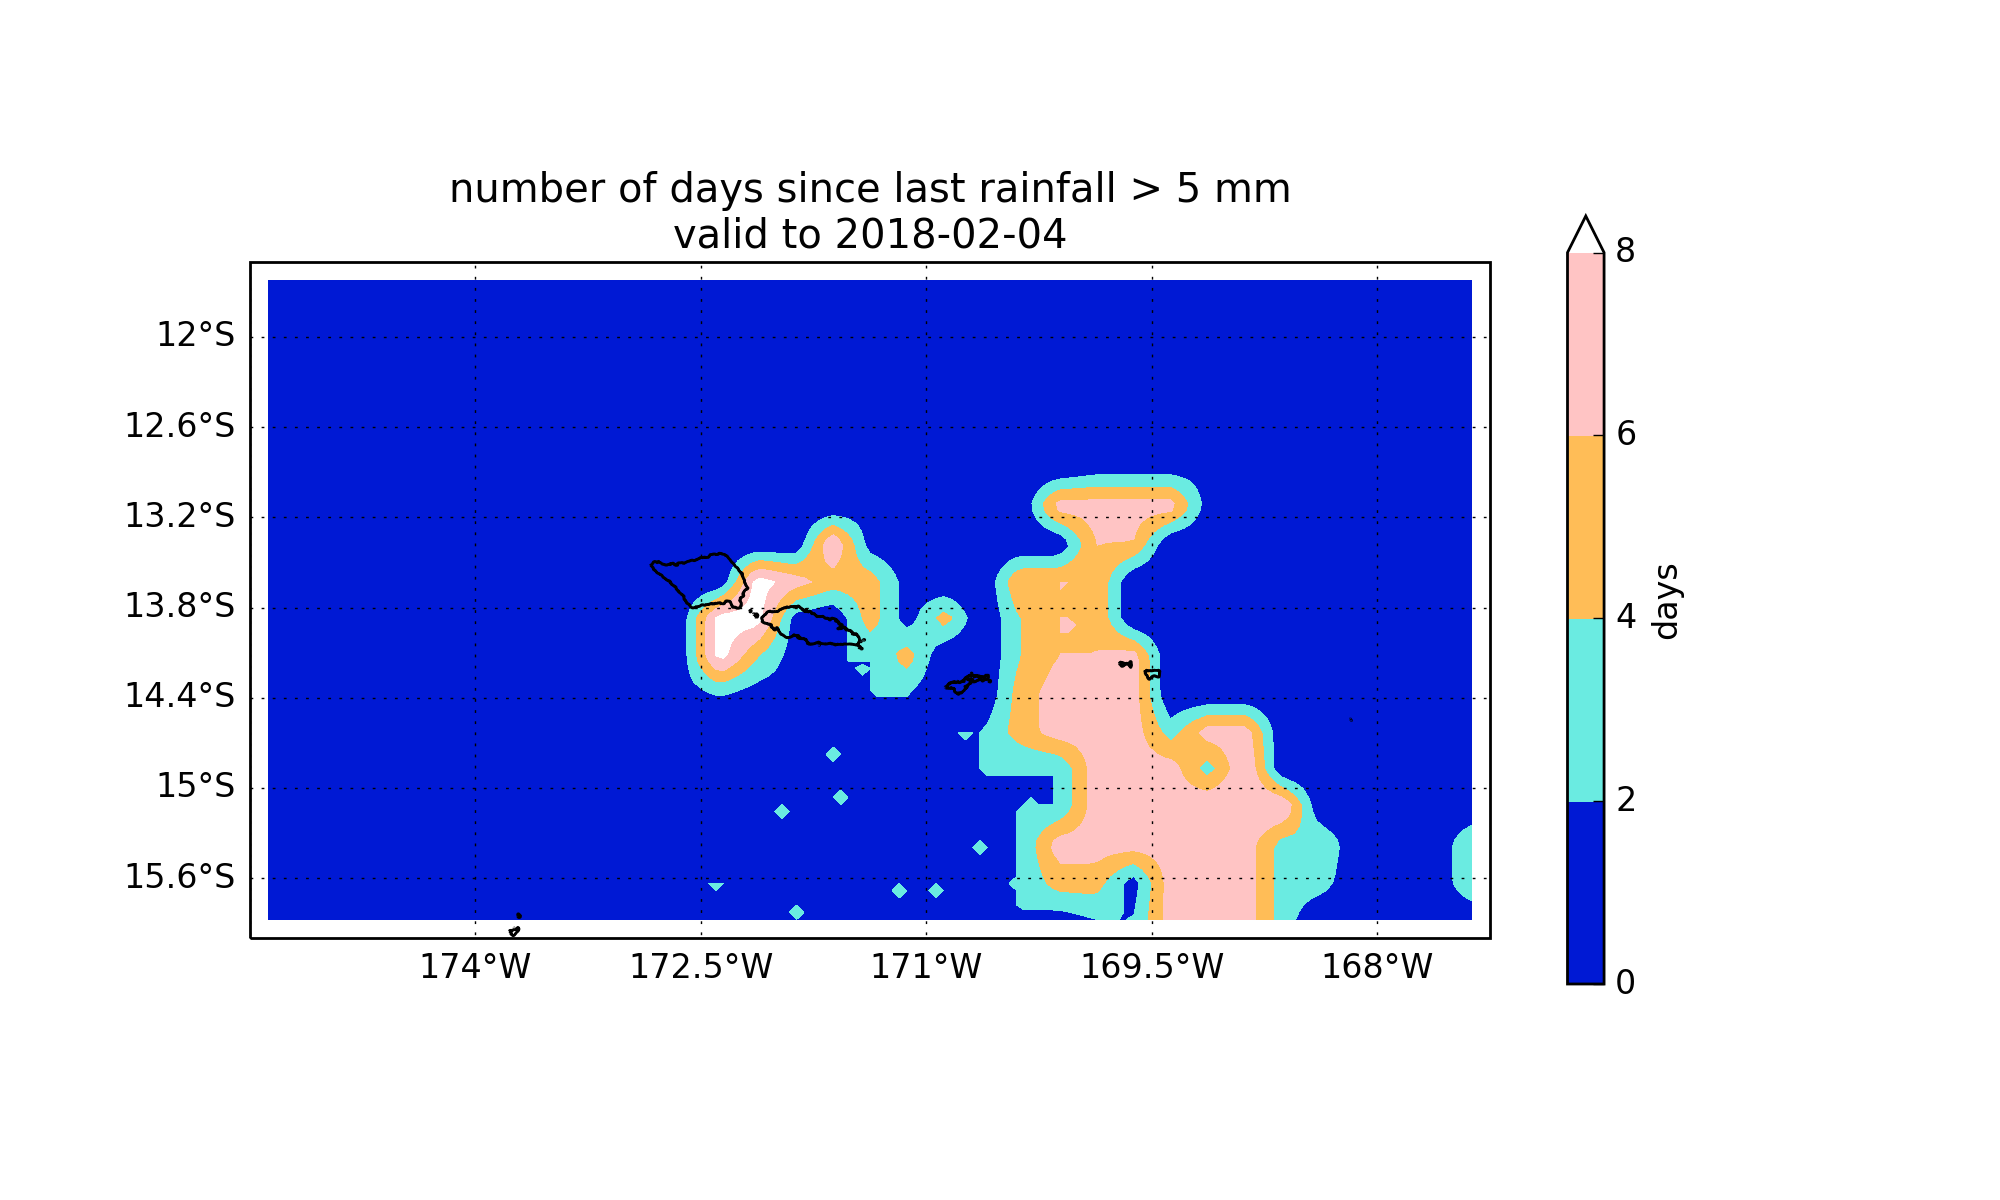 number of days since last rainfall > 5 mm
valid to 2018-02-04
12°S
12.6°S
13.2°S
13.8°S
14.4°S
15°S
15.6°S
174°W
172.5°W
171°W
169.5°W
168°W
8
6
4
2
0
days